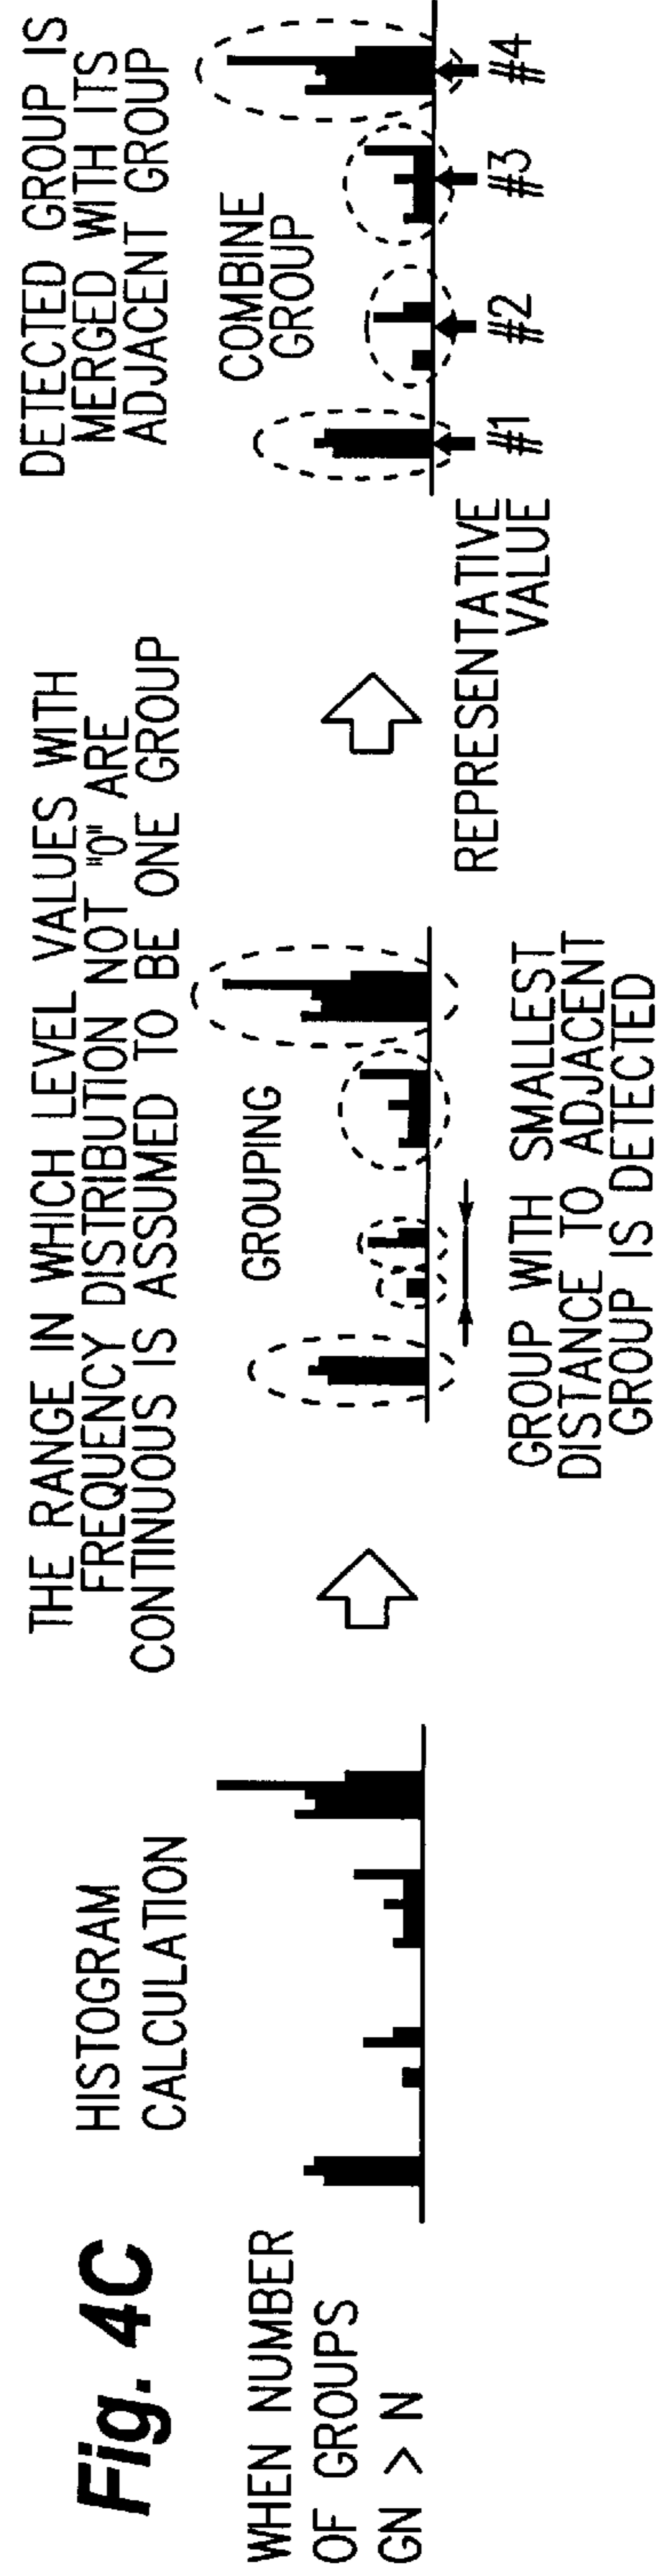 Fig. 4C
WHEN NUMBER
OF GROUPS
GN > N
HISTOGRAM
CALCULATION
THE RANGE IN WHICH LEVEL VALUES WITH
FREQUENCY DISTRIBUTION NOT "0" ARE
CONTINUOUS IS ASSUMED TO BE ONE GROUP
GROUPING
GROUP WITH SMALLEST
DISTANCE TO ADJACENT
GROUP IS DETECTED
DETECTED GROUP IS
MERGED WITH ITS
ADJACENT GROUP
COMBINE
GROUP
REPRESENTATIVE
VALUE
#1 #2 #3 #4